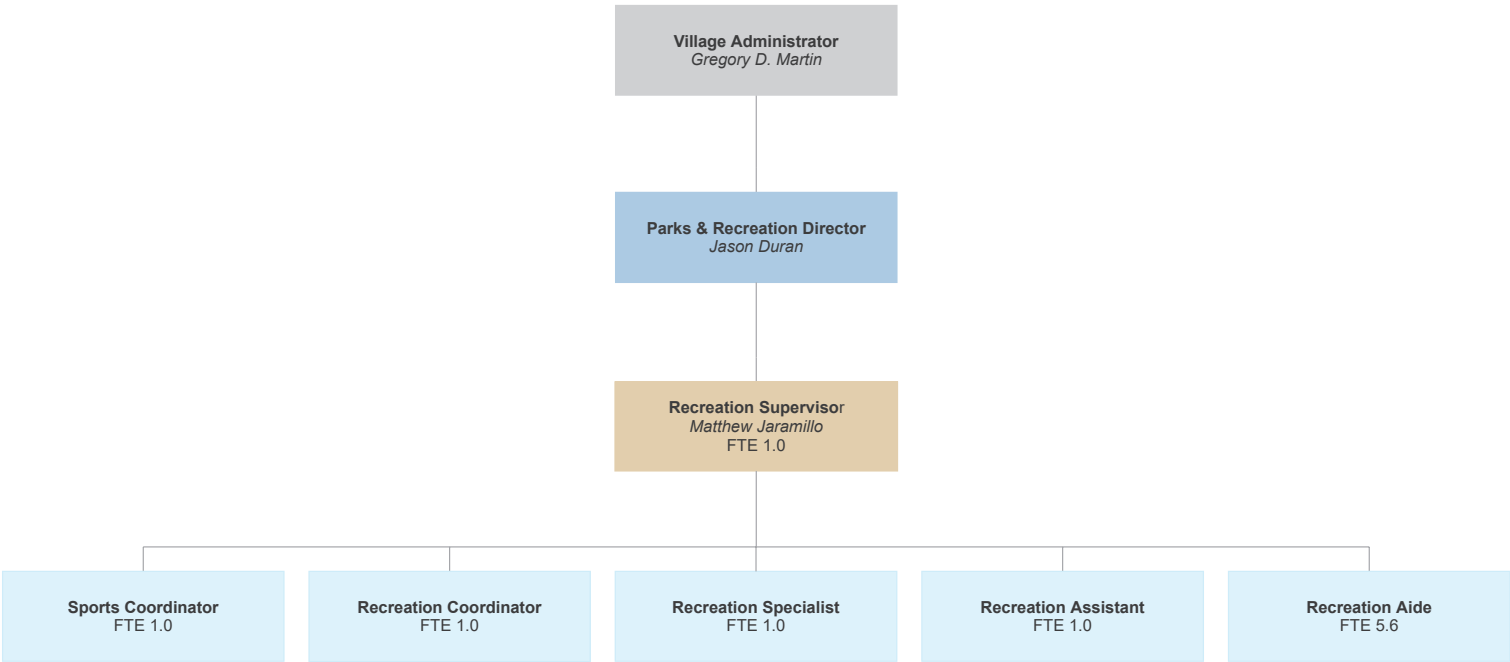 Village Administrator
Gregory D. Martin
Parks & Recreation Director
Jason Duran
Recreation Supervisor
Matthew Jaramillo
FTE 1.0
Sports Coordinator
FTE 1.0
Recreation Coordinator
FTE 1.0
Recreation Specialist
FTE 1.0
Recreation Assistant
FTE 1.0
Recreation Aide
FTE 5.6